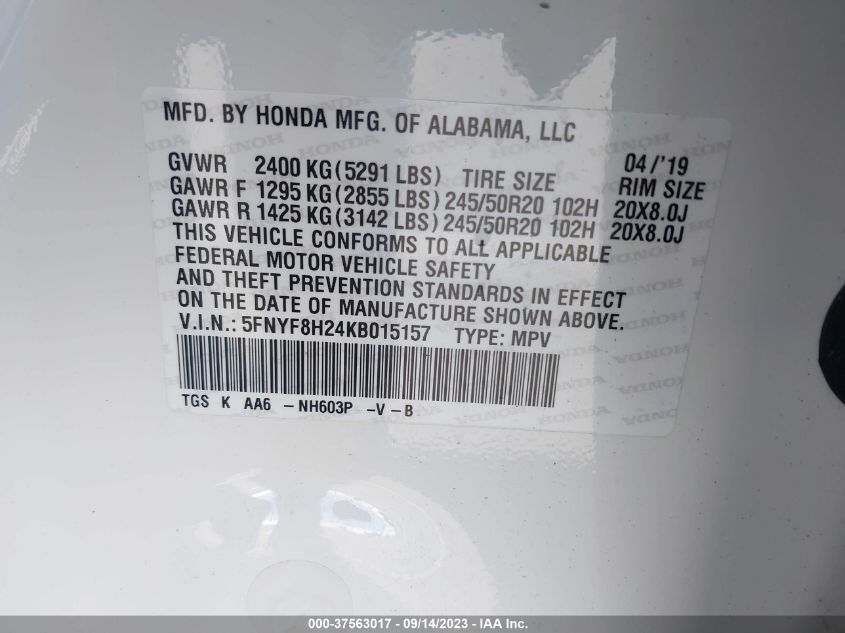 MFD. BY HONDA MFG. OF ALABAMA, LLC
GVWR 2400 KG(5291 LBS) TIRE SIZE 04/'19 RIM SIZE
GAWR F 1295 KG(2855 LBS) 245/50R20 102H 20X8.0J
GAWR R 1425 KG(3142 LBS) 245/50R20 102H 20X8.0J
THIS VEHICLE CONFORMS TO ALL APPLICABLE
FEDERAL MOTOR VEHICLE SAFETY
AND THEFT PREVENTION STANDARDS IN EFFECT
ON THE DATE OF MANUFACTURE SHOWN ABOVE.
V.I.N.: 5FNYF8H24KB015157 TYPE: MPV
TGS K AA6 -NH603P -V -B
000-37563017 - 09/14/2023 - IAA Inc.